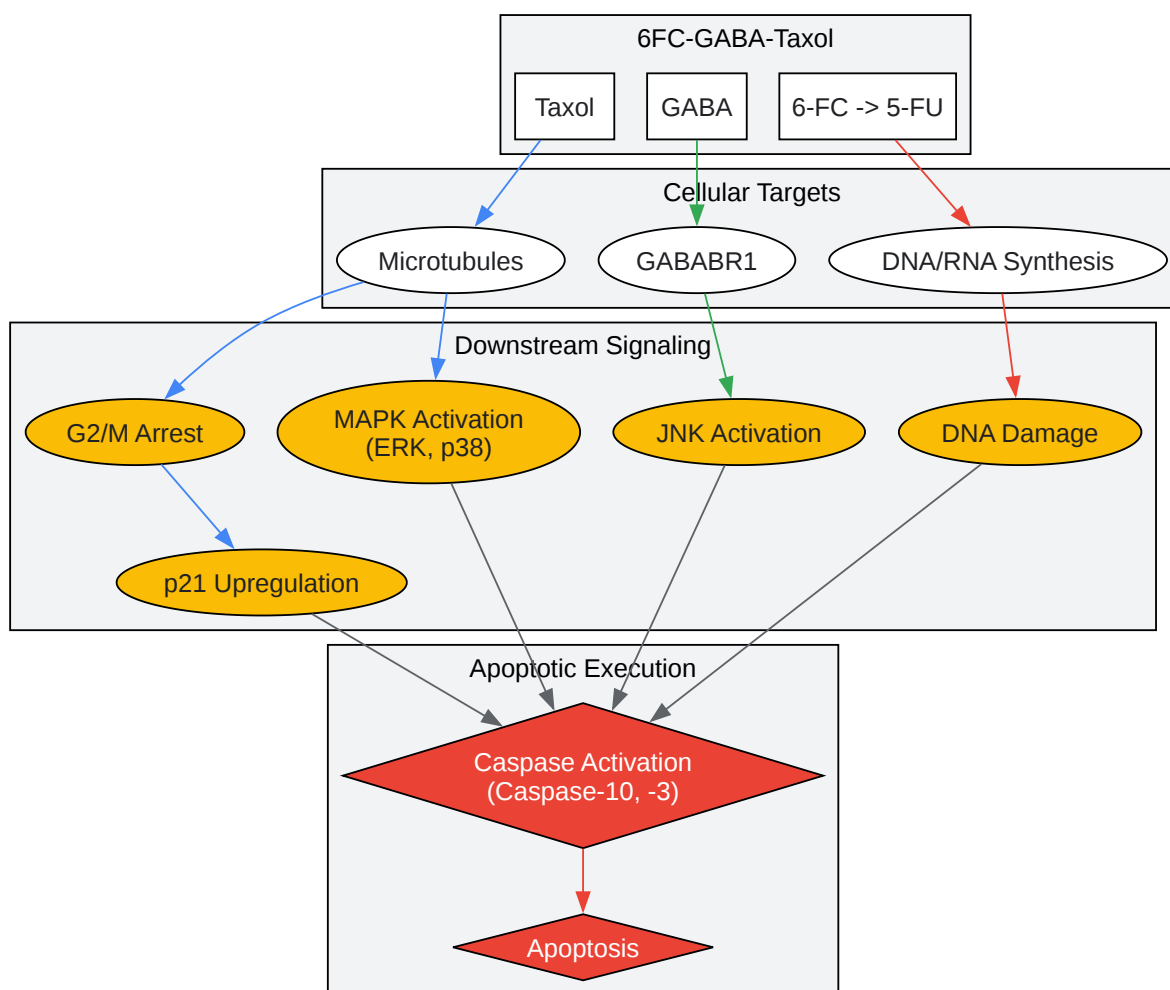 6FC-GABA-Taxol
Taxol
GABA
6-FC -> 5-FU
Cellular Targets
Microtubules
GABABR1
DNA/RNA Synthesis
Downstream Signaling
G2/M Arrest
MAPK Activation
(ERK, p38)
JNK Activation
DNA Damage
p21 Upregulation
Apoptotic Execution
Caspase Activation
(Caspase-10, -3)
Apoptosis